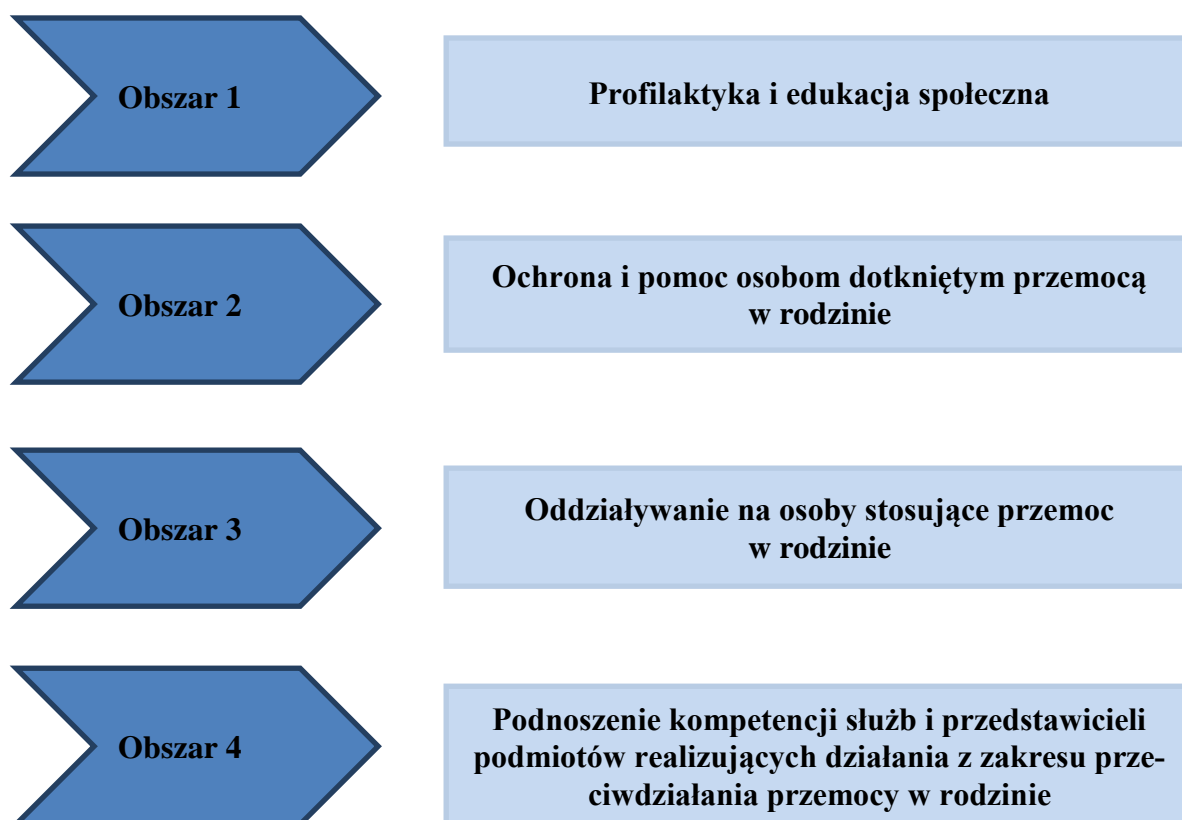 Obszar 1
Profilaktyka i edukacja społeczna
Obszar 2
Ochrona i pomoc osobom dotkniętym przemocą
w rodzinie
Obszar 3
Oddziaływanie na osoby stosujące przemoc
w rodzinie
Obszar 4
Podnoszenie kompetencji służb i przedstawicieli
podmiotów realizujących działania z zakresu prze-
ciwdziałania przemocy w rodzinie